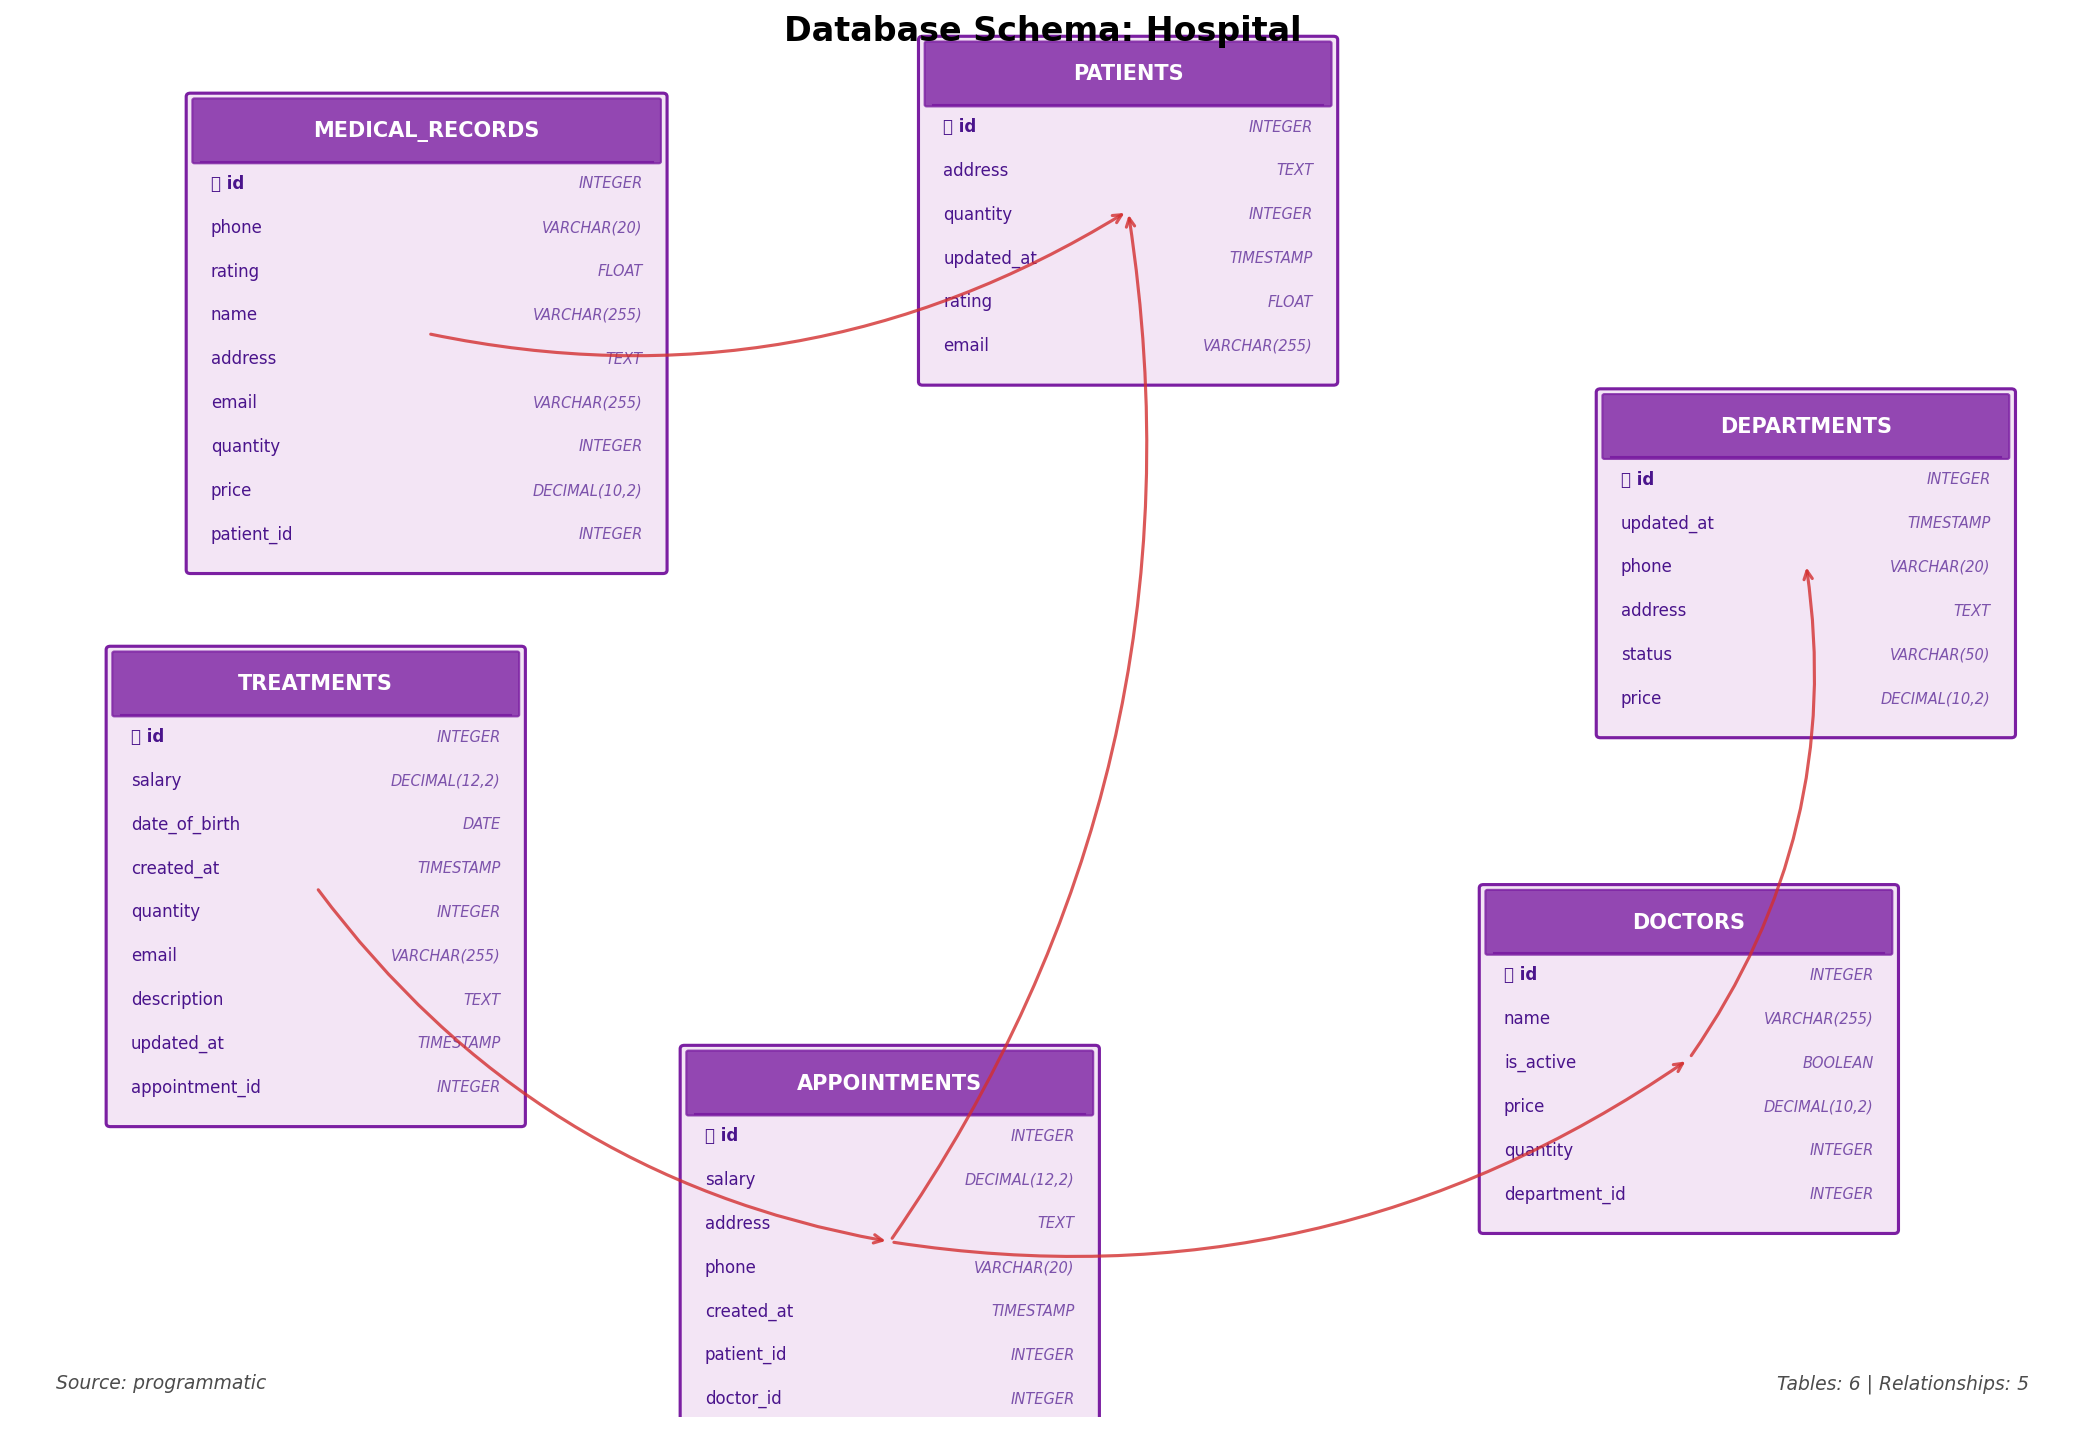 Database Schema: Hospital
PATIENTS
id INTEGER
address TEXT
quantity INTEGER
updated_at TIMESTAMP
rating FLOAT
email VARCHAR(255)
MEDICAL_RECORDS
id INTEGER
phone VARCHAR(20)
rating FLOAT
name VARCHAR(255)
address TEXT
email VARCHAR(255)
quantity INTEGER
price DECIMAL(10,2)
patient_id INTEGER
DEPARTMENTS
id INTEGER
updated_at TIMESTAMP
phone VARCHAR(20)
address TEXT
status VARCHAR(50)
price DECIMAL(10,2)
TREATMENTS
id INTEGER
salary DECIMAL(12,2)
date_of_birth DATE
created_at TIMESTAMP
quantity INTEGER
email VARCHAR(255)
description TEXT
updated_at TIMESTAMP
appointment_id INTEGER
DOCTORS
id INTEGER
name VARCHAR(255)
is_active BOOLEAN
price DECIMAL(10,2)
quantity INTEGER
department_id INTEGER
APPOINTMENTS
id INTEGER
salary DECIMAL(12,2)
address TEXT
phone VARCHAR(20)
created_at TIMESTAMP
patient_id INTEGER
doctor_id INTEGER
Source: programmatic
Tables: 6 | Relationships: 5